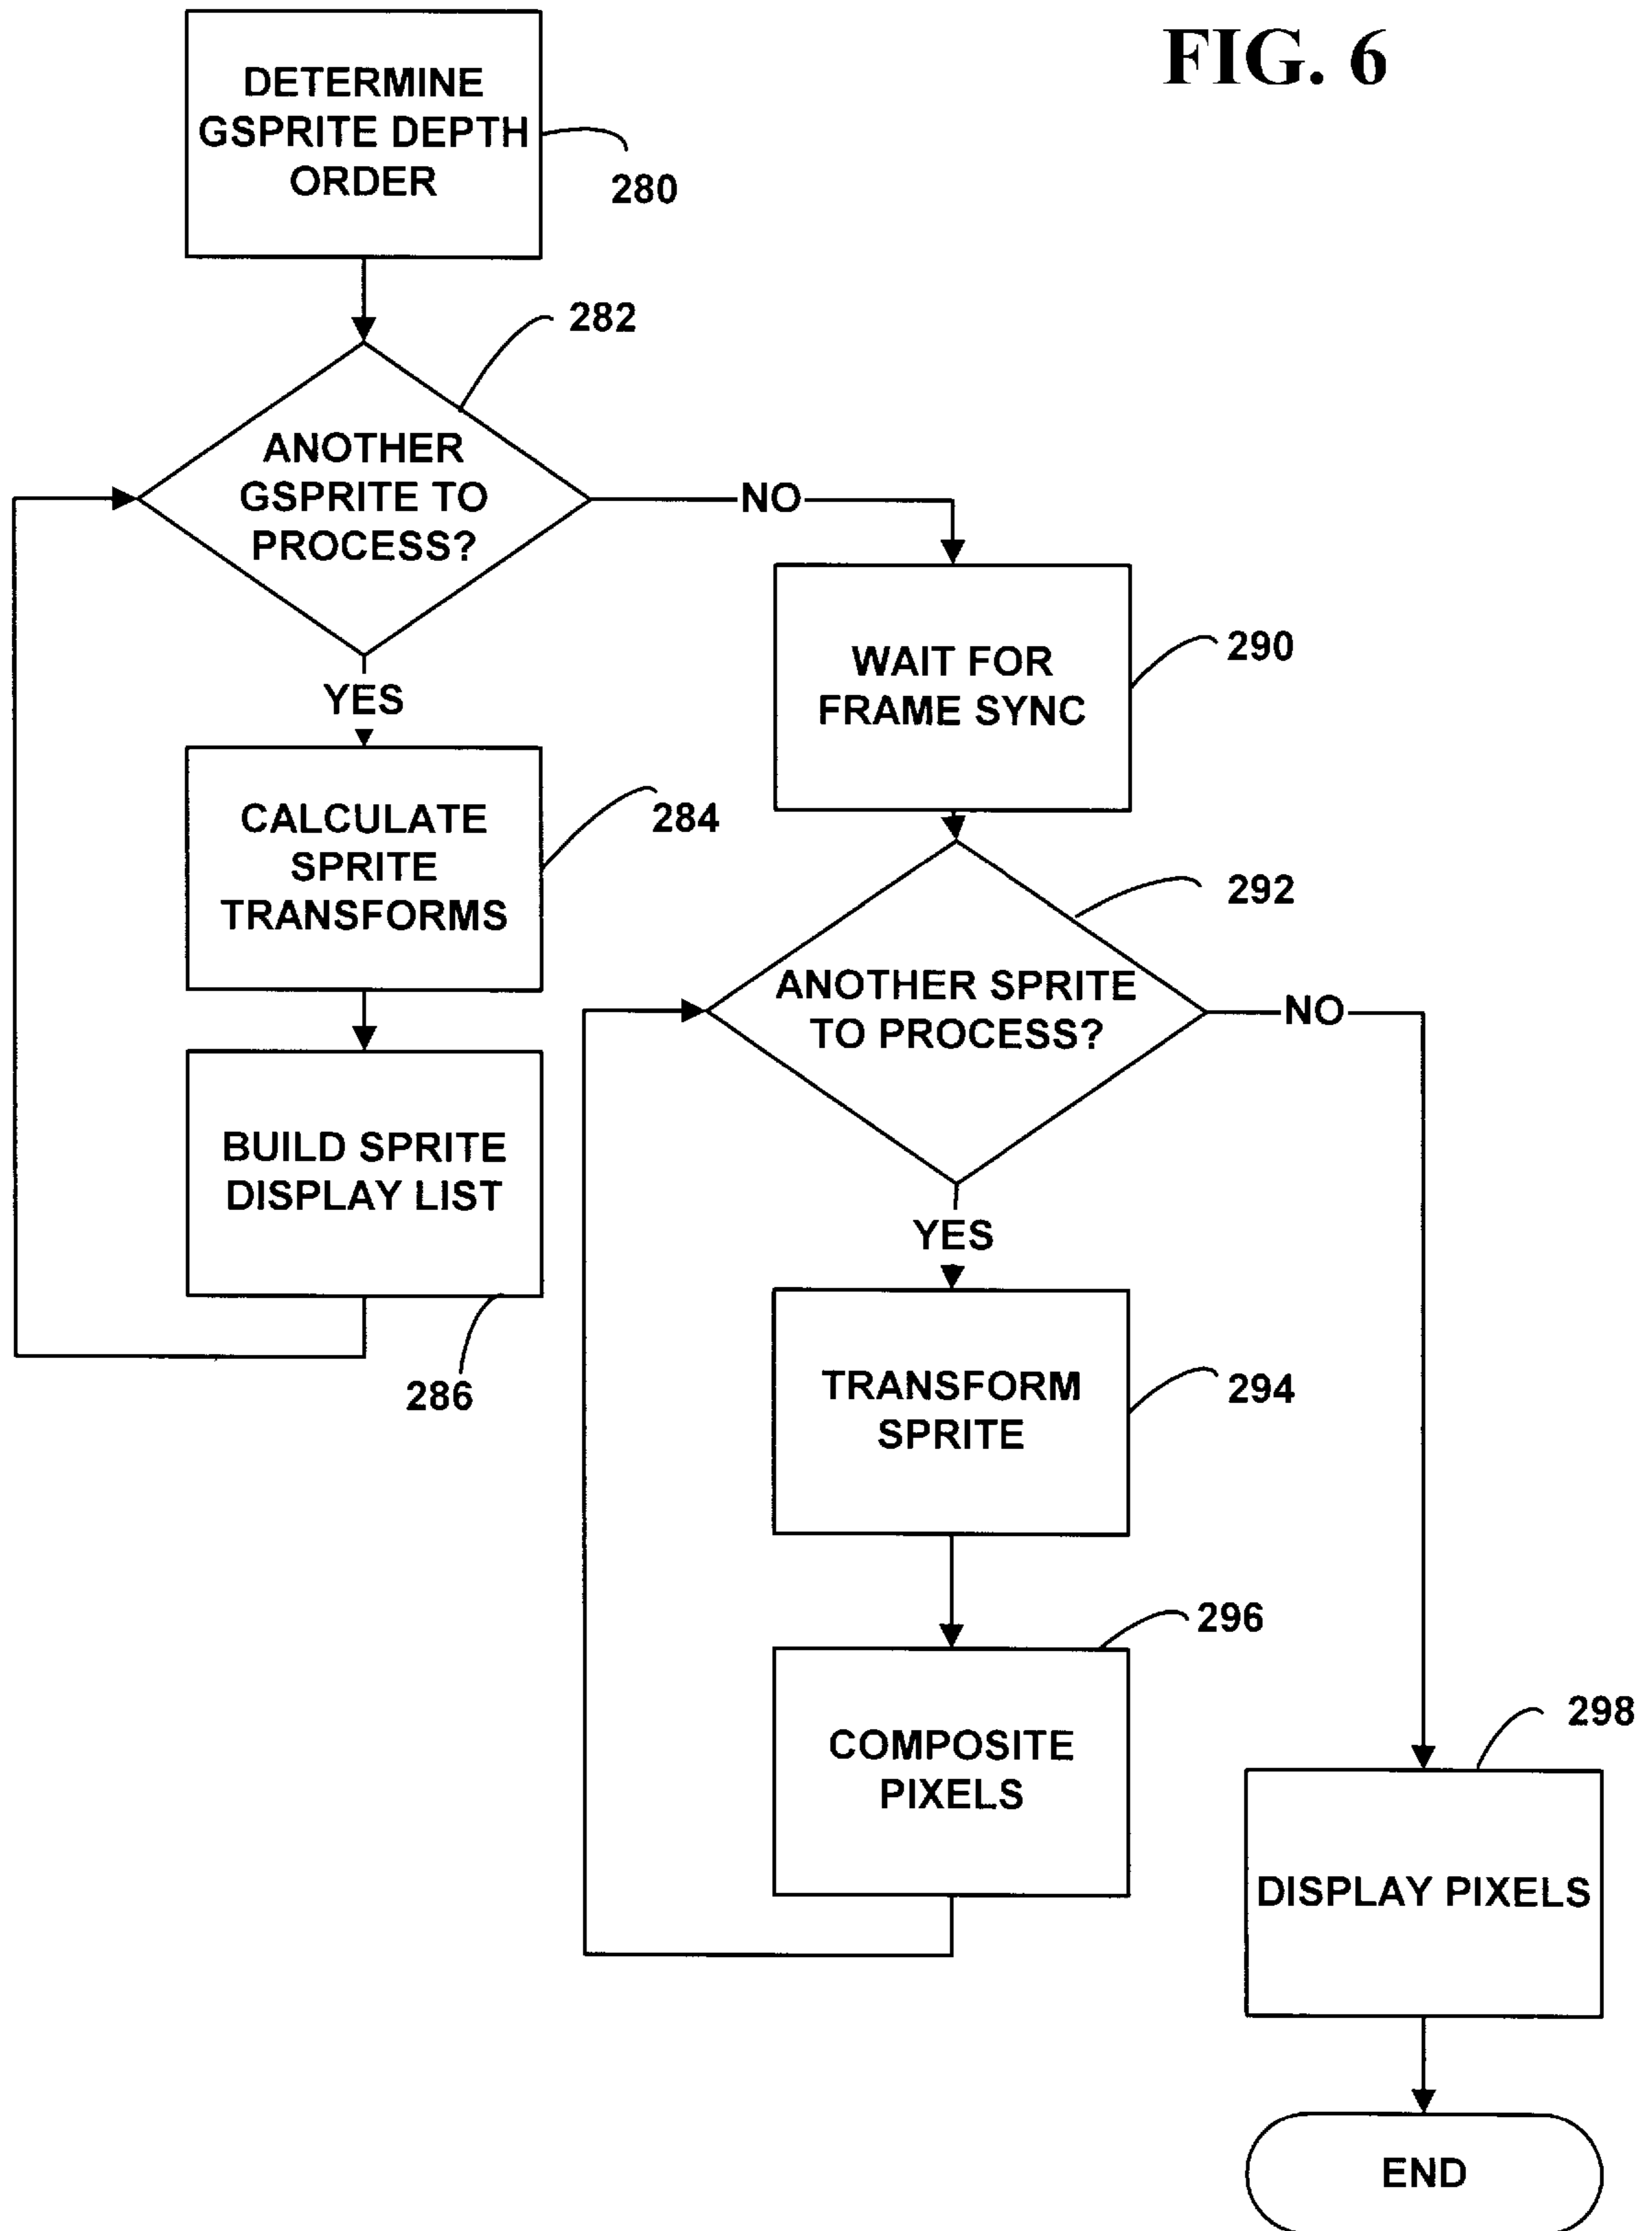 FIG. 6
DETERMINE
GSPRITE DEPTH
ORDER
280
282
ANOTHER
GSPRITE TO
PROCESS?
NO
YES
CALCULATE
SPRITE
TRANSFORMS
284
BUILD SPRITE
DISPLAY LIST
286
WAIT FOR
FRAME SYNC
290
292
ANOTHER SPRITE
TO PROCESS?
NO
YES
TRANSFORM
SPRITE
294
296
COMPOSITE
PIXELS
298
DISPLAY PIXELS
END